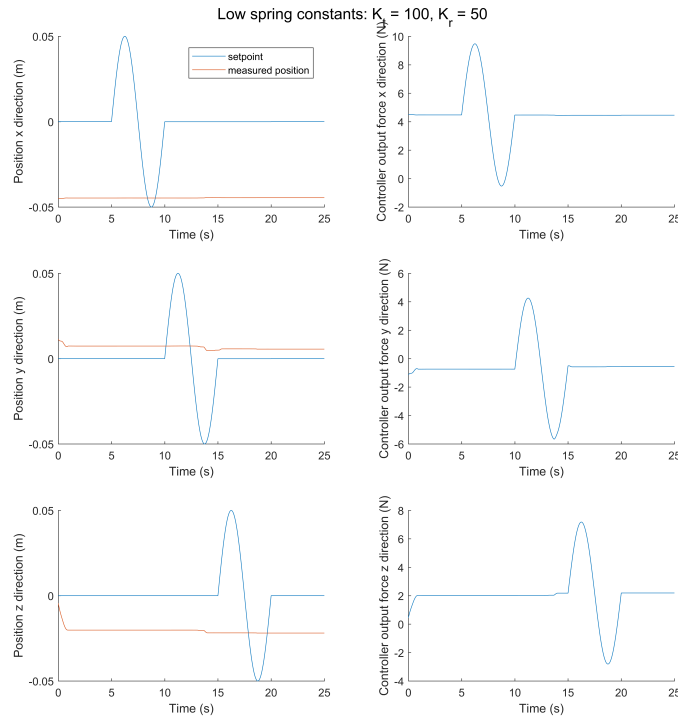 Low spring constants: K_t = 100, K_r = 50
0.05
0
-0.05
0 5 10 15 20 25
Position x direction (m)
Time (s)
setpoint
measured position
10
8
6
4
2
0
-2
0 5 10 15 20 25
Controller output force x direction (N)
Time (s)
0.05
0
-0.05
0 5 10 15 20 25
Position y direction (m)
Time (s)
6
4
2
0
-2
-4
-6
0 5 10 15 20 25
Controller output force y direction (N)
Time (s)
0.05
0
-0.05
0 5 10 15 20 25
Position z direction (m)
Time (s)
8
6
4
2
0
-2
-4
0 5 10 15 20 25
Controller output force z direction (N)
Time (s)